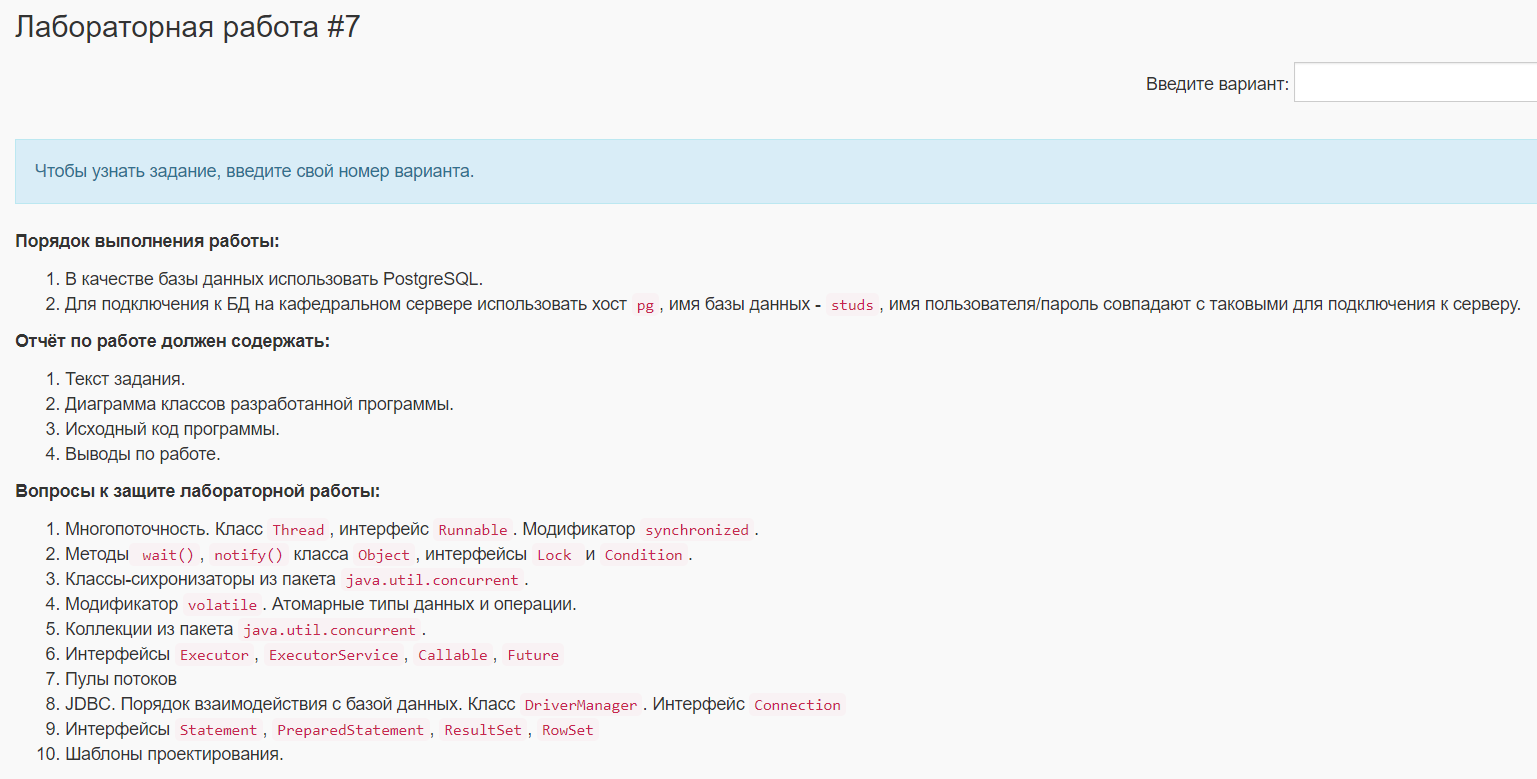 Лабораторная работа #7
Введите вариант:
Чтобы узнать задание, введите свой номер варианта.
Порядок выполнения работы:
1. В качестве базы данных использовать PostgreSQL.
2. Для подключения к БД на кафедральном сервере использовать хост pg, имя базы данных - studs, имя пользователя/пароль совпадают с таковыми для подключения к серверу.
Отчёт по работе должен содержать:
1. Текст задания.
2. Диаграмма классов разработанной программы.
3. Исходный код программы.
4. Выводы по работе.
Вопросы к защите лабораторной работы:
1. Многопоточность. Класс Thread, интерфейс Runnable. Модификатор synchronized.
2. Методы wait(), notify() класса Object, интерфейсы Lock и Condition.
3. Классы-сихронизаторы из пакета java.util.concurrent.
4. Модификатор volatile. Атомарные типы данных и операции.
5. Коллекции из пакета java.util.concurrent.
6. Интерфейсы Executor, ExecutorService, Callable, Future
7. Пулы потоков
8. JDBC. Порядок взаимодействия с базой данных. Класс DriverManager. Интерфейс Connection
9. Интерфейсы Statement, PreparedStatement, ResultSet, RowSet
10. Шаблоны проектирования.